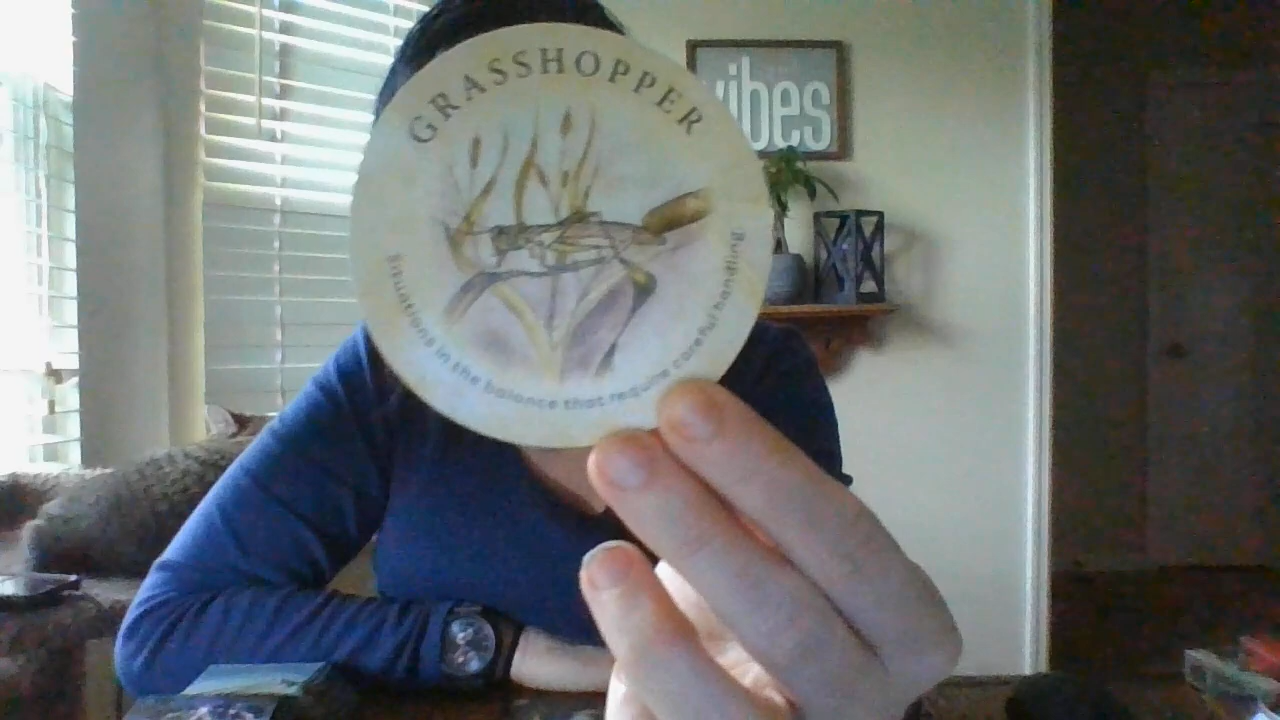 GRASSHOPPER
Situations in the balance that require careful handling
vibes